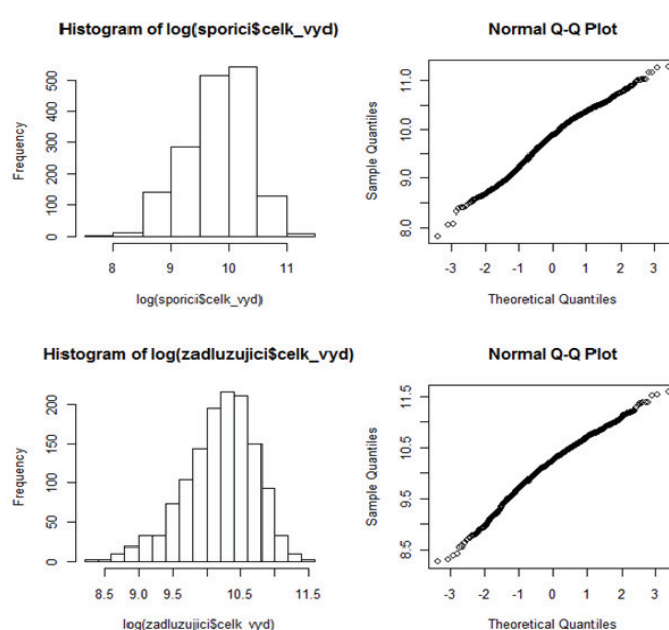 Histogram of log(sporici$celk_vyd)
Frequency
0 100 200 300 400 500
8 9 10 11
log(sporici$celk_vyd)
Normal Q-Q Plot
Sample Quantiles
8.0 9.0 10.0 11.0
-3 -2 -1 0 1 2 3
Theoretical Quantiles
Histogram of log(zadluzujici$celk_vyd)
Frequency
0 50 100 150 200
8.5 9.0 9.5 10.5 11.5
log(zadluzujici$celk_vyd)
Normal Q-Q Plot
Sample Quantiles
8.5 9.5 10.5 11.5
-3 -2 -1 0 1 2 3
Theoretical Quantiles